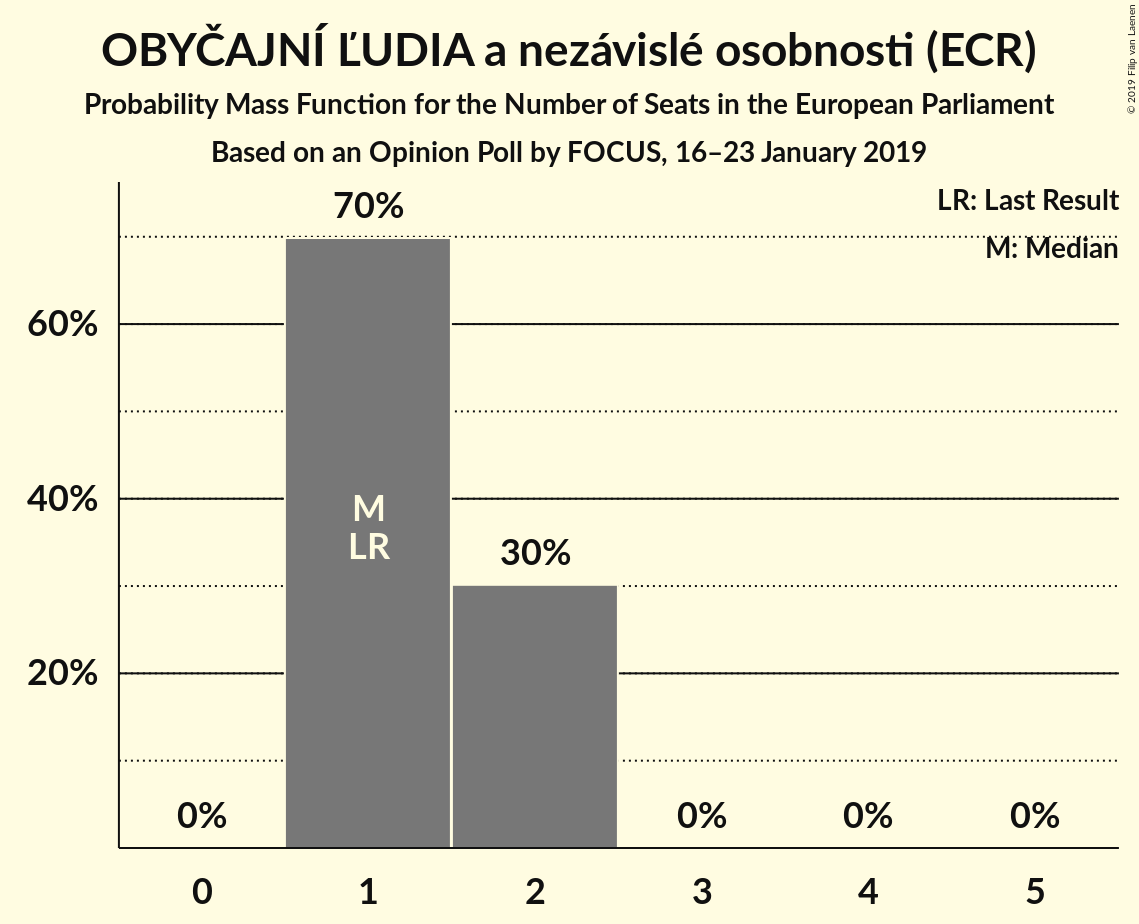 OBYČAJNÍ ĽUDIA a nezávislé osobnosti (ECR)
Probability Mass Function for the Number of Seats in the European Parliament
Based on an Opinion Poll by FOCUS, 16–23 January 2019
© 2019 Filip van Laenen
LR: Last Result
M: Median
70%
60%
40%
20%
M
LR
30%
0%
0%
0%
0%
0 1 2 3 4 5